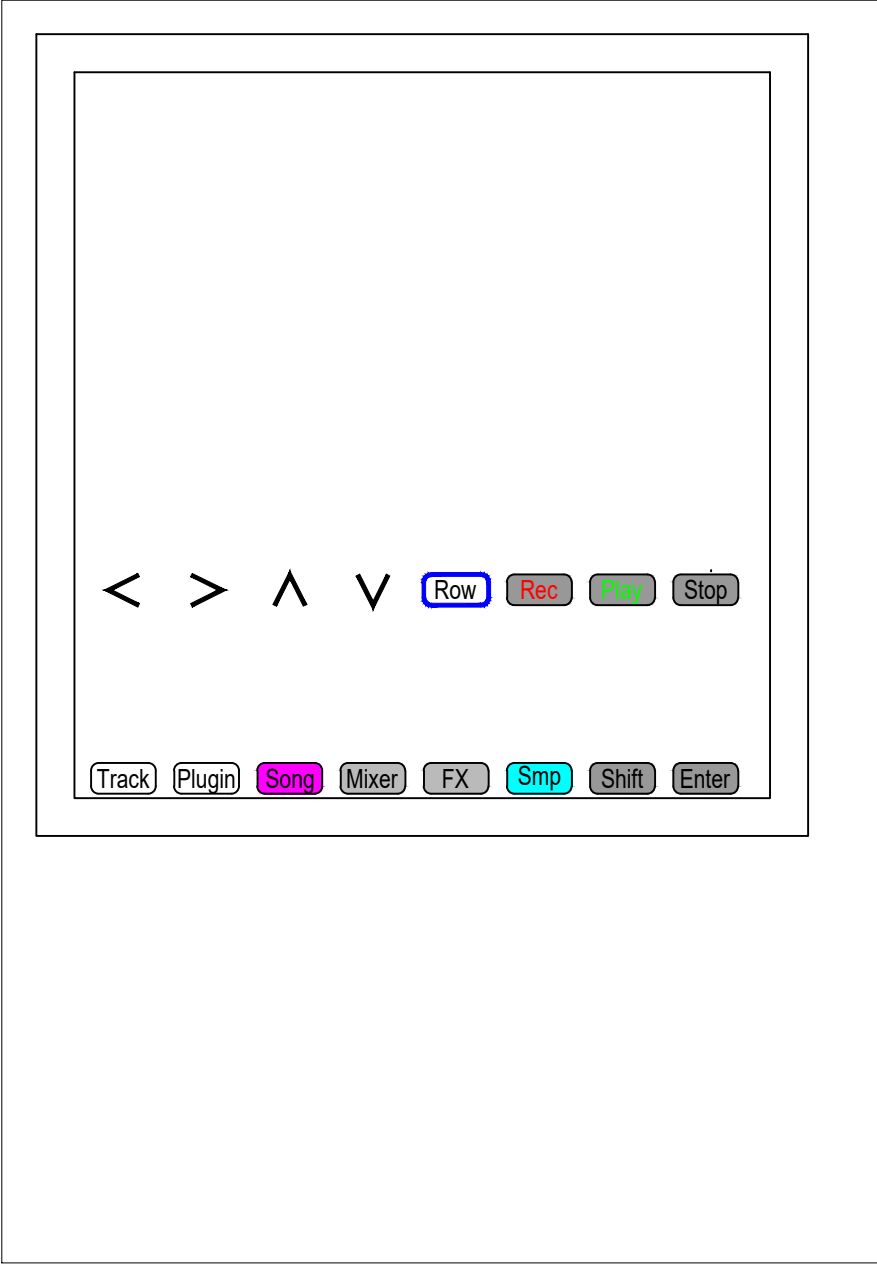 < > ∧ ∨ Row Rec Play Stop
Track Plugin Song Mixer FX Smp Shift Enter